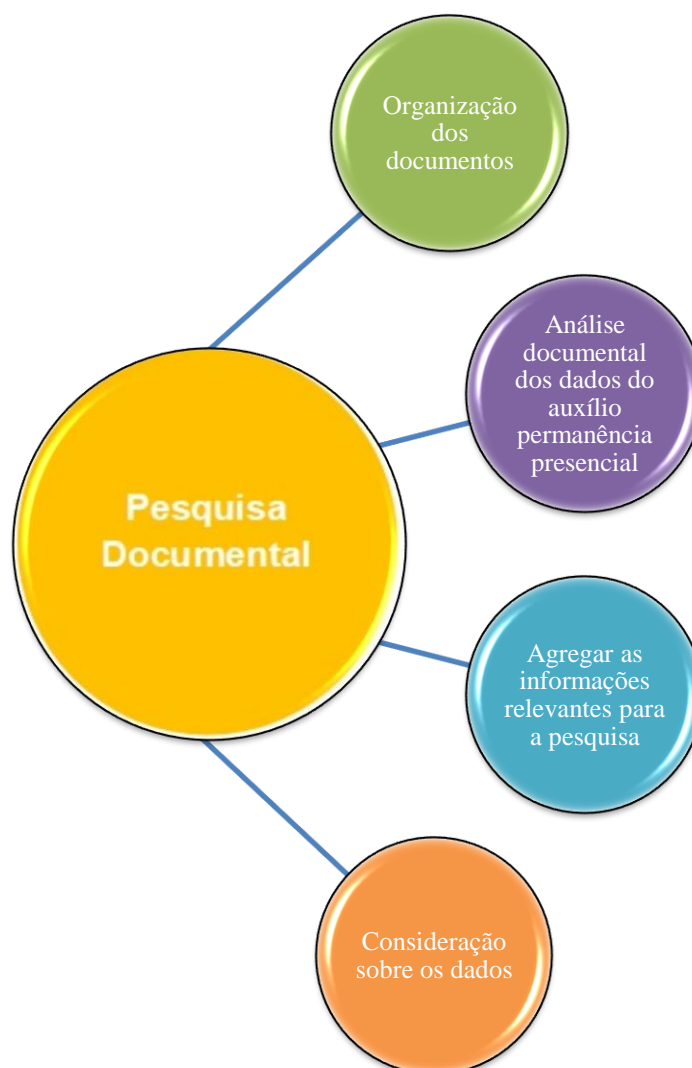 Organização
dos
documentos
Análise
documental
dos dados do
auxílio
permanência
presencial
Pesquisa
Documental
Agregar as
informações
relevantes para
a pesquisa
Consideração
sobre os dados